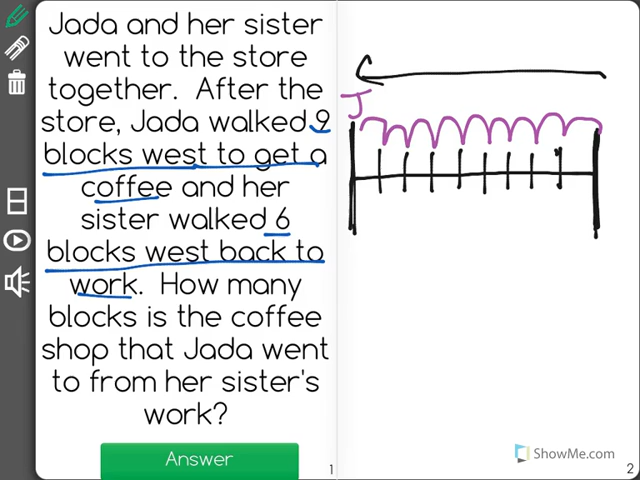 Jada and her sister
went to the store
together. After the
store, Jada walked 9
blocks west to get a
coffee and her
sister walked 6
blocks west back to
work. How many
blocks is the coffee
shop that Jada went
to from her sister's
work?
Answer
1
J
ShowMe.com
2